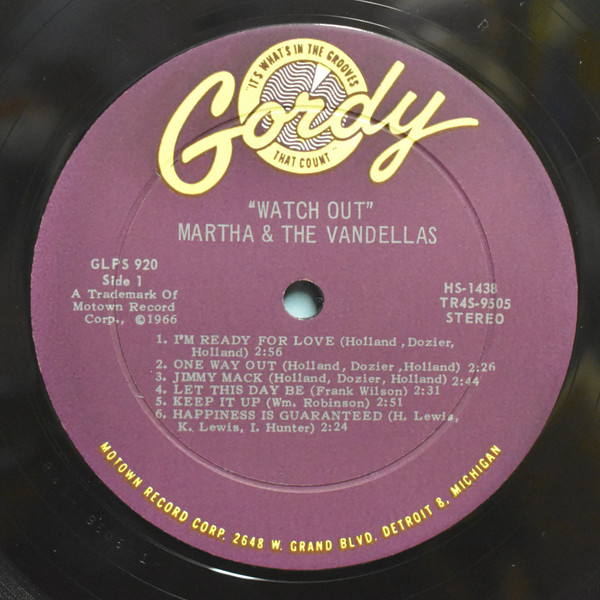 "IT'S WHAT'S IN THE GROOVES
Gordy
THAT COUNT"
"WATCH OUT"
MARTHA & THE VANDELLAS
GLPS 920
Side 1
A Trademark Of
Motown Record
Corp., ©1966
HS-1438
TR4S-9505
STEREO
1. I'M READY FOR LOVE (Holland, Dozier,
Holland) 2:56
2. ONE WAY OUT (Holland, Dozier, Holland) 2:26
3. JIMMY MACK (Holland, Dozier, Holland) 2:44
4. LET THIS DAY BE (Frank Wilson) 2:31
5. KEEP IT UP (Wm. Robinson) 2:51
6. HAPPINESS IS GUARANTEED (H. Lewis,
K. Lewis, I. Hunter) 2:24
MOTOWN RECORD CORP. 2648 W. GRAND BLVD. DETROIT 8, MICHIGAN